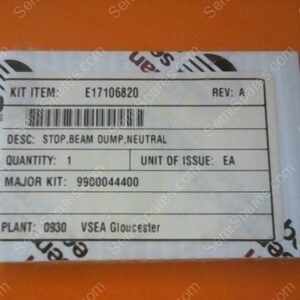 KIT ITEM: E17106820 REV: A
DESC: STOP,BEAM DUMP,NEUTRAL
QUANTITY: 1 UNIT OF ISSUE: EA
MAJOR KIT: 9900044400
PLANT: 0930 VSEA Gloucester